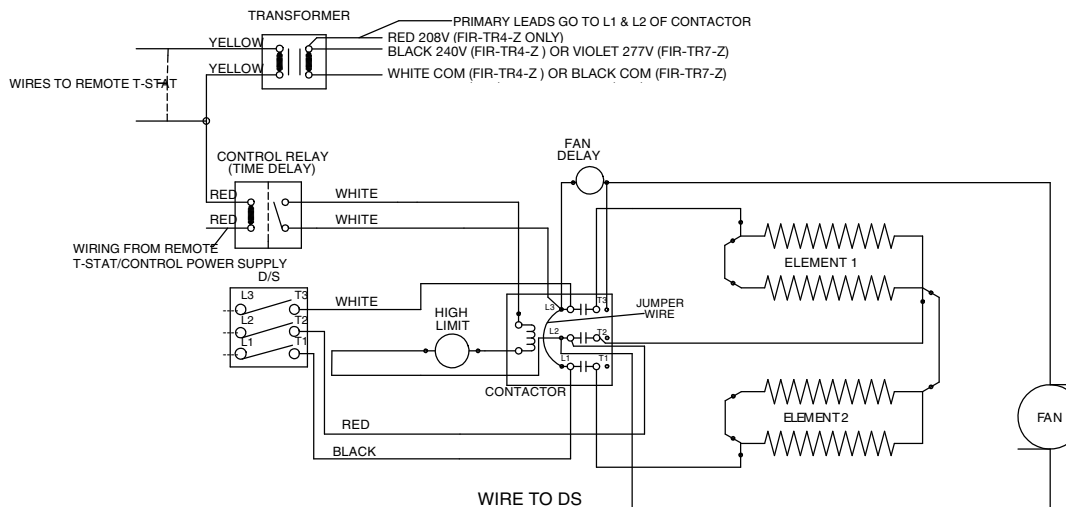 TRANSFORMER
PRIMARY LEADS GO TO L1 & L2 OF CONTACTOR
YELLOW
RED 208V (FIR-TR4-Z ONLY)
BLACK 240V (FIR-TR4-Z ) OR VIOLET 277V (FIR-TR7-Z)
YELLOW
WHITE COM (FIR-TR4-Z ) OR BLACK COM (FIR-TR7-Z)
WIRES TO REMOTE T-STAT
FAN
DELAY
CONTROL RELAY
(TIME DELAY)
RED
WHITE
RED
WHITE
WIRING FROM REMOTE
T-STAT/CONTROL POWER SUPPLY
D/S
ELEMENT 1
L3
T3
WHITE
L2
T2
L1
T1
HIGH
LIMIT
L3
T3
JUMPER
WIRE
L2
T2
L1
T1
CONTACTOR
RED
BLACK
ELEMENT2
FAN
WIRE TO DS